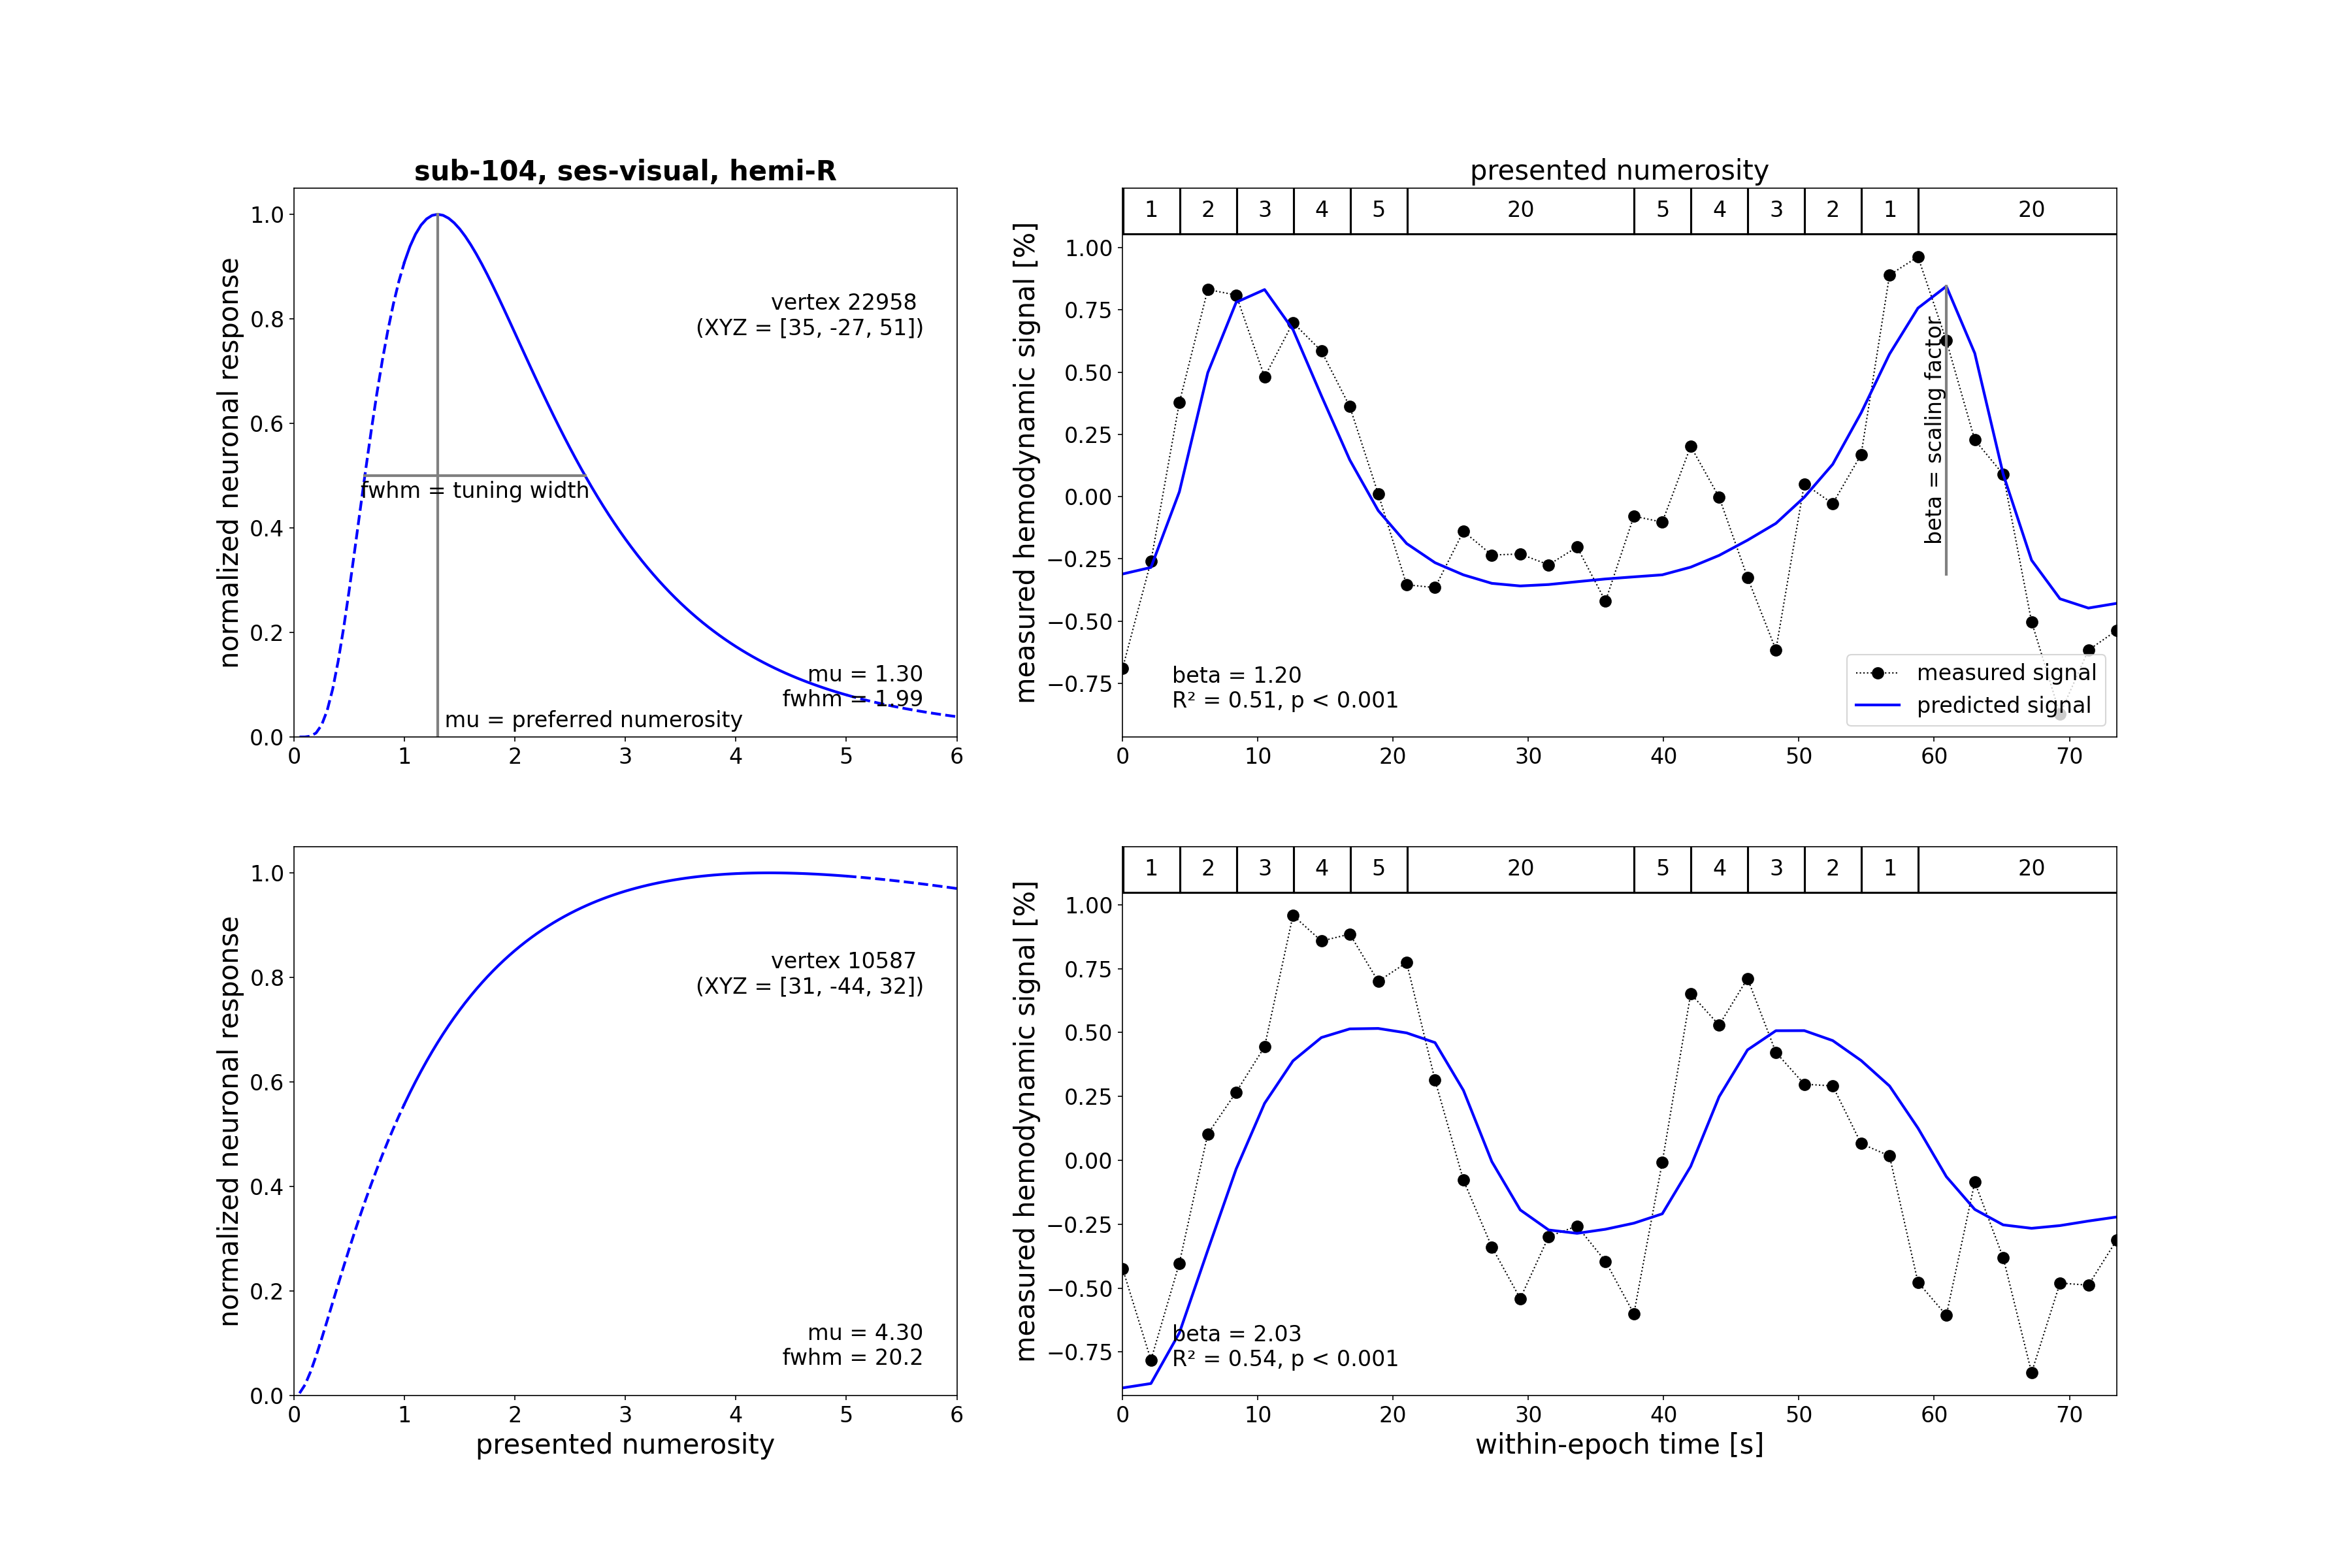 sub-104, ses-visual, hemi-R
normalized neuronal response
1.0
0.8
0.6
0.4
0.2
0.0
vertex 22958
(XYZ = [35, -27, 51])
fwhm = tuning width
mu = 1.30
fwhm = 1.99
mu = preferred numerosity
0 1 2 3 4 5 6
presented numerosity
1 2 3 4 5 20 5 4 3 2 1 20
measured hemodynamic signal [%]
1.00
0.75
0.50
0.25
0.00
−0.25
−0.50
−0.75
beta = scaling factor
beta = 1.20
R² = 0.51, p < 0.001
measured signal
predicted signal
0 10 20 30 40 50 60 70
normalized neuronal response
1.0
0.8
0.6
0.4
0.2
0.0
vertex 10587
(XYZ = [31, -44, 32])
mu = 4.30
fwhm = 20.2
0 1 2 3 4 5 6
presented numerosity
1 2 3 4 5 20 5 4 3 2 1 20
measured hemodynamic signal [%]
1.00
0.75
0.50
0.25
0.00
−0.25
−0.50
−0.75
beta = 2.03
R² = 0.54, p < 0.001
0 10 20 30 40 50 60 70
within-epoch time [s]